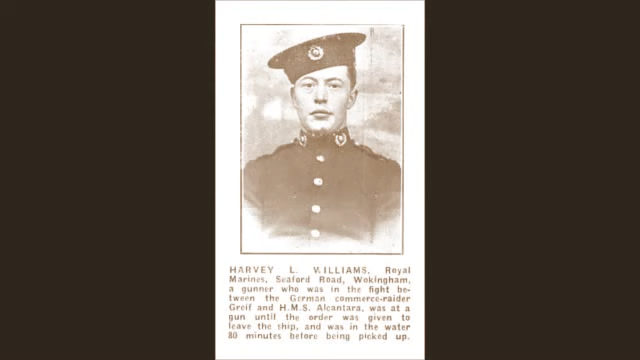 HARVEY L. WILLIAMS, Royal
Marines, Seaford Road, Wokingham,
a gunner who was in the fight be-
tween the German commerce-raider
Greif and H.M.S. Alcantara, was at a
gun until the order was given to
leave the ship, and was in the water
80 minutes before being picked up.